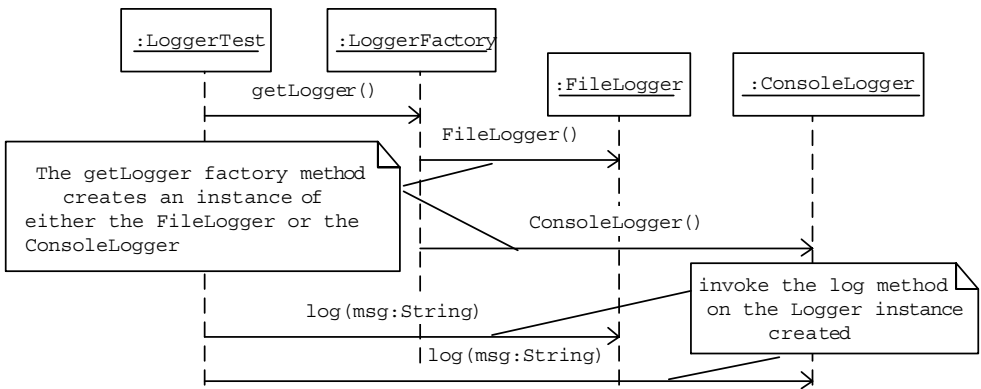 :LoggerTest
:LoggerFactory
:FileLogger
:ConsoleLogger
getLogger()
FileLogger()
The getLogger factory method
creates an instance of
either the FileLogger or the
ConsoleLogger
ConsoleLogger()
invoke the log method
on the Logger instance
created
log(msg:String)
log(msg:String)